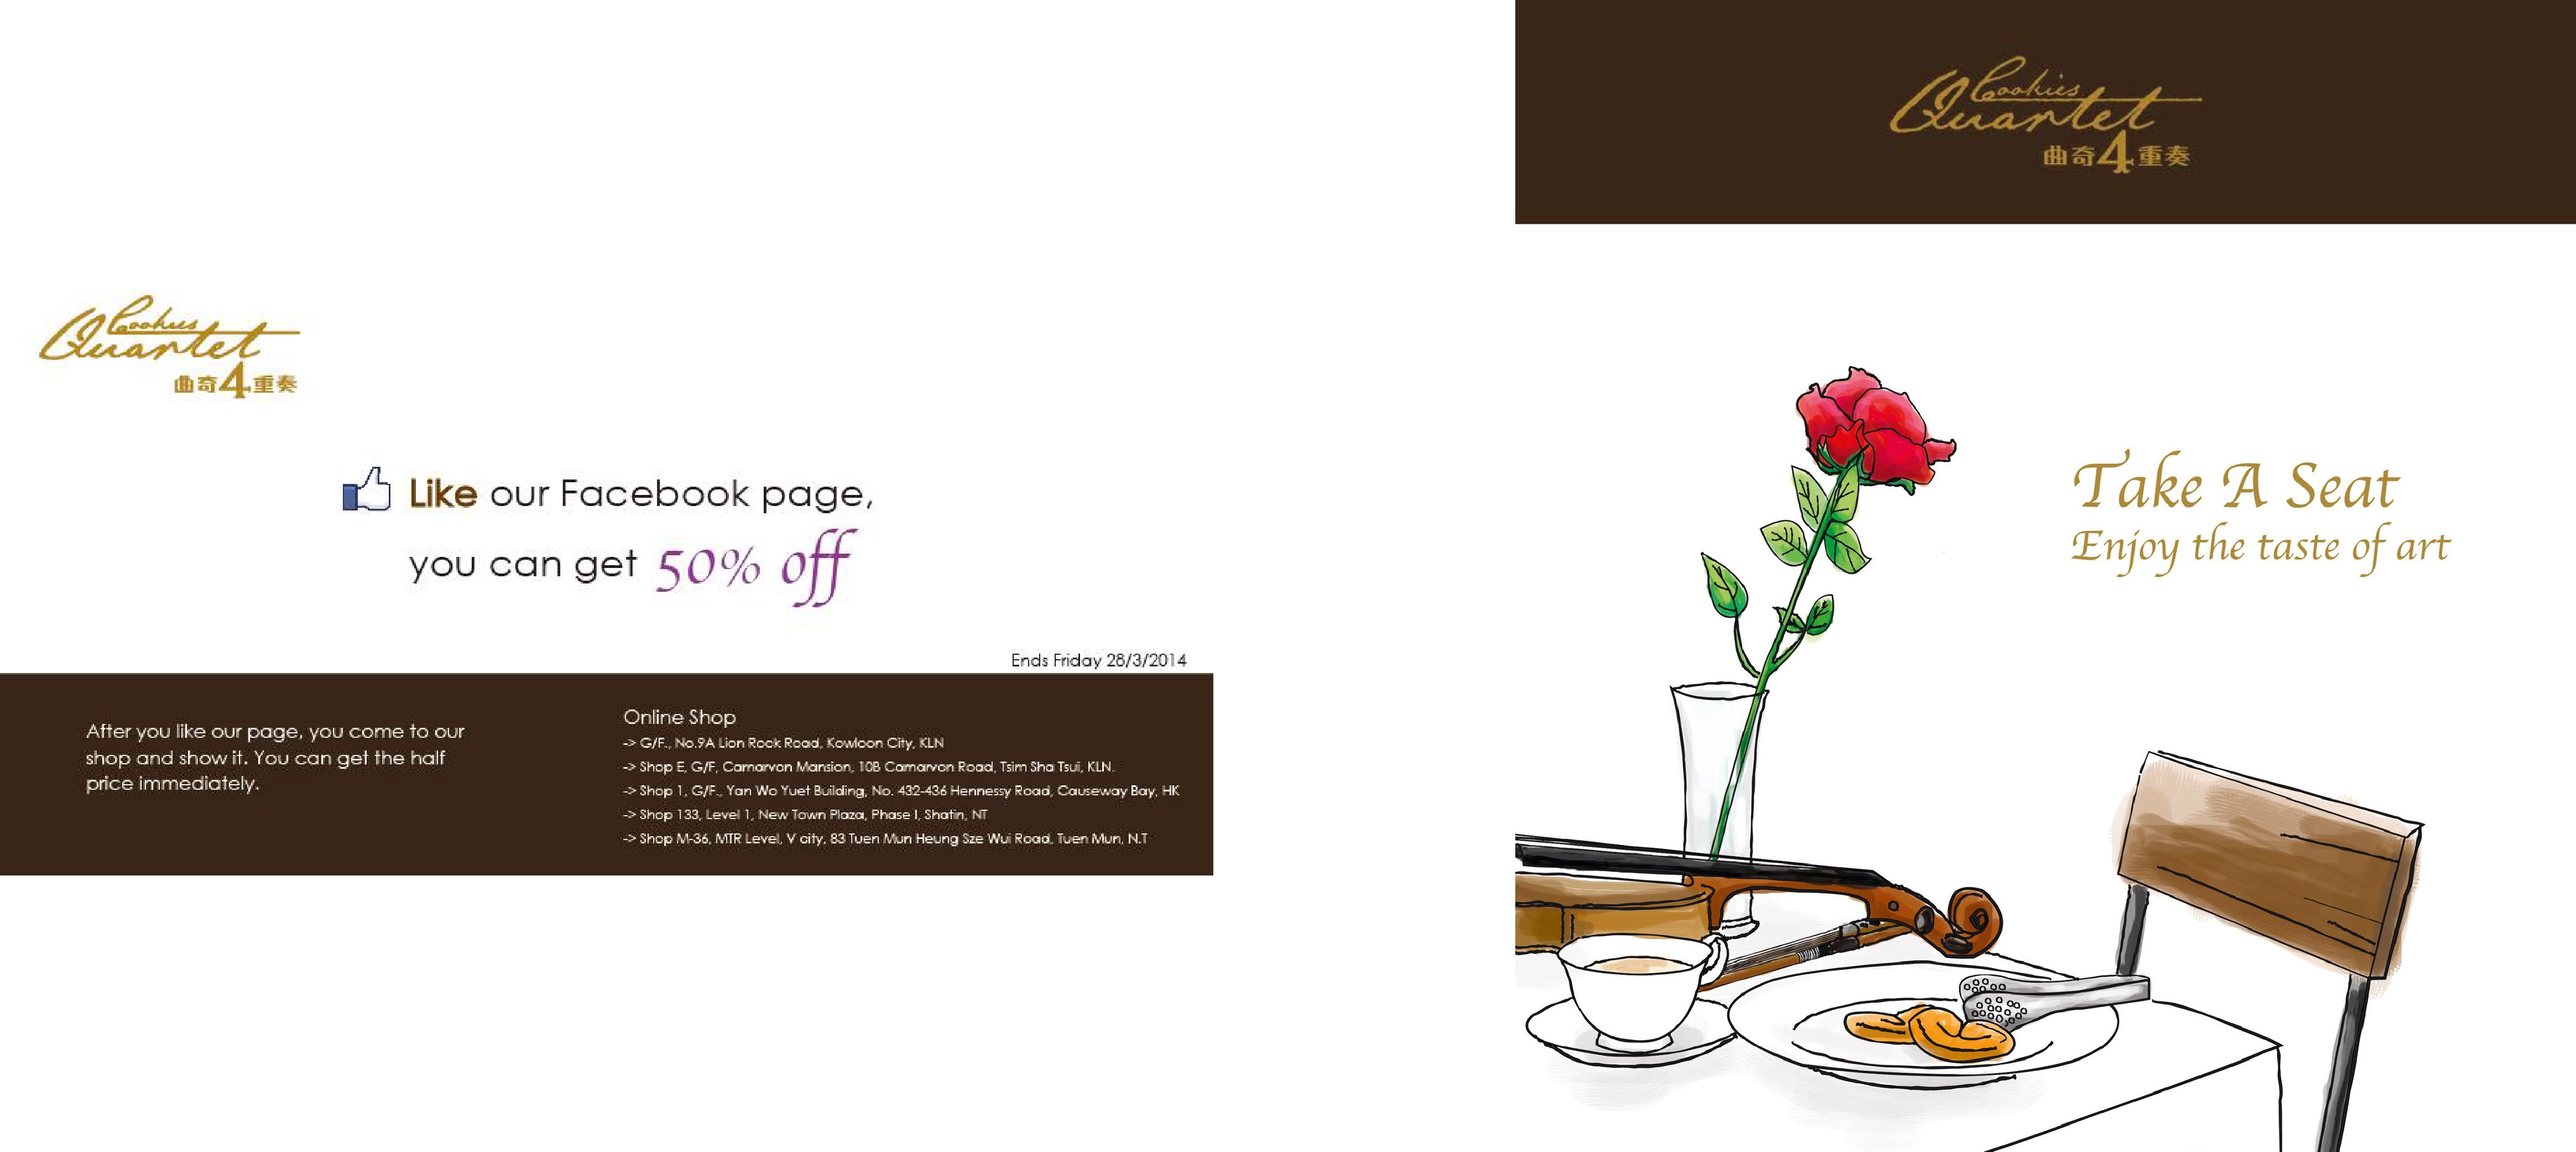 Cookies
Quartet
曲奇4重奏
Like our Facebook page,
you can get 50% off
Ends Friday 28/3/2014
After you like our page, you come to our
shop and show it. You can get the half
price immediately.
Online Shop
-> G/F., No.9A Lion Rock Road, Kowloon City, KLN
-> Shop E, G/F, Carnarvon Mansion, 10B Carnarvon Road, Tsim Sha Tsui, KLN.
-> Shop 1, G/F., Yan Wo Yuet Building, No. 432-436 Hennessy Road, Causeway Bay, HK
-> Shop 133, Level 1, New Town Plaza, Phase I, Shatin, NT
-> Shop M-36, MTR Level, V city, 83 Tuen Mun Heung Sze Wui Road, Tuen Mun, N.T
Cookies
Quartet
曲奇4重奏
Take A Seat
Enjoy the taste of art